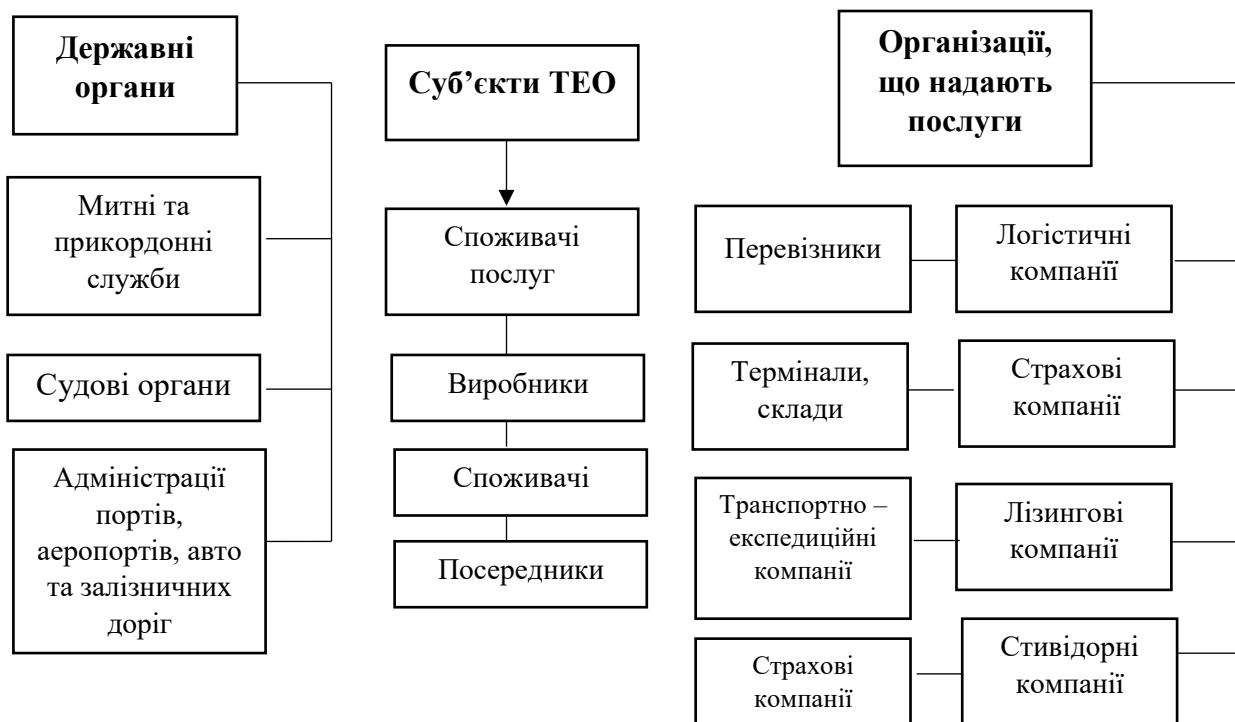 Державні
органи
Митні та
прикордонні
служби
Судові органи
Адміністрації
портів,
аеропортів, авто
та залізничних
доріг
Суб’єкти ТЕО
Споживачі
послуг
Виробники
Споживачі
Посередники
Організації,
що надають
послуги
Перевізники
Логістичні
компанії
Термінали,
склади
Страхові
компанії
Транспортно –
експедиційні
компанії
Лізингові
компанії
Страхові
компанії
Стивідорні
компанії